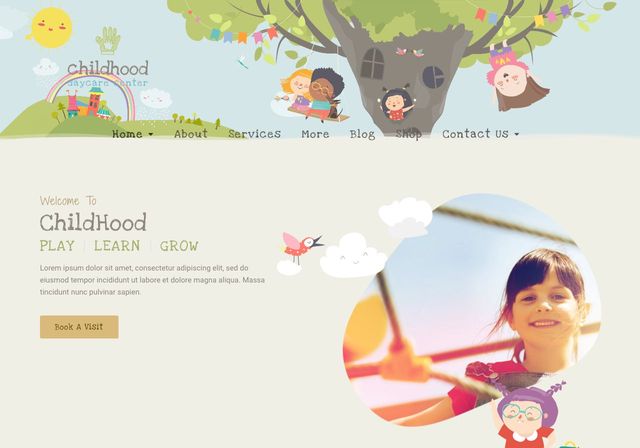 childhood
daycare center
Home
About
Services
More
Blog
Shop
Contact Us
Welcome To
ChildHood
PLAY | LEARN | GROW
Lorem ipsum dolor sit amet, consectetur adipiscing elit, sed do
eiusmod tempor incididunt ut labore et dolore magna aliqua. Massa
tincidunt nunc pulvinar sapien.
Book A Visit